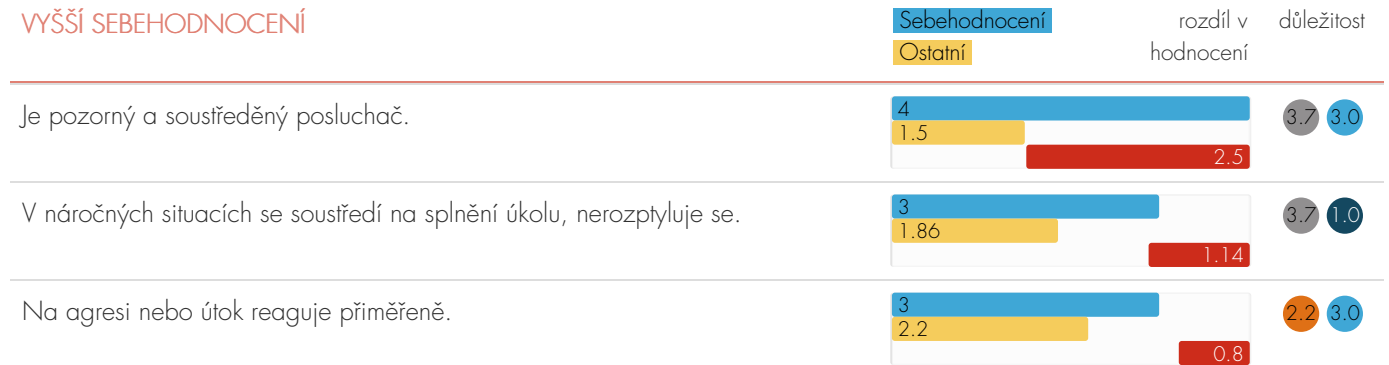 VYŠŠÍ SEBEHODNOCENÍ
Sebehodnocení rozdíl v důležitost
Ostatní hodnocení
Je pozorný a soustředěný posluchač.
4
3.7 3.0
1.5
2.5
V náročných situacích se soustředí na splnění úkolu, nerozptyluje se.
3
3.7 1.0
1.86
1.14
Na agresi nebo útok reaguje přiměřeně.
3
2.2 3.0
2.2
0.8